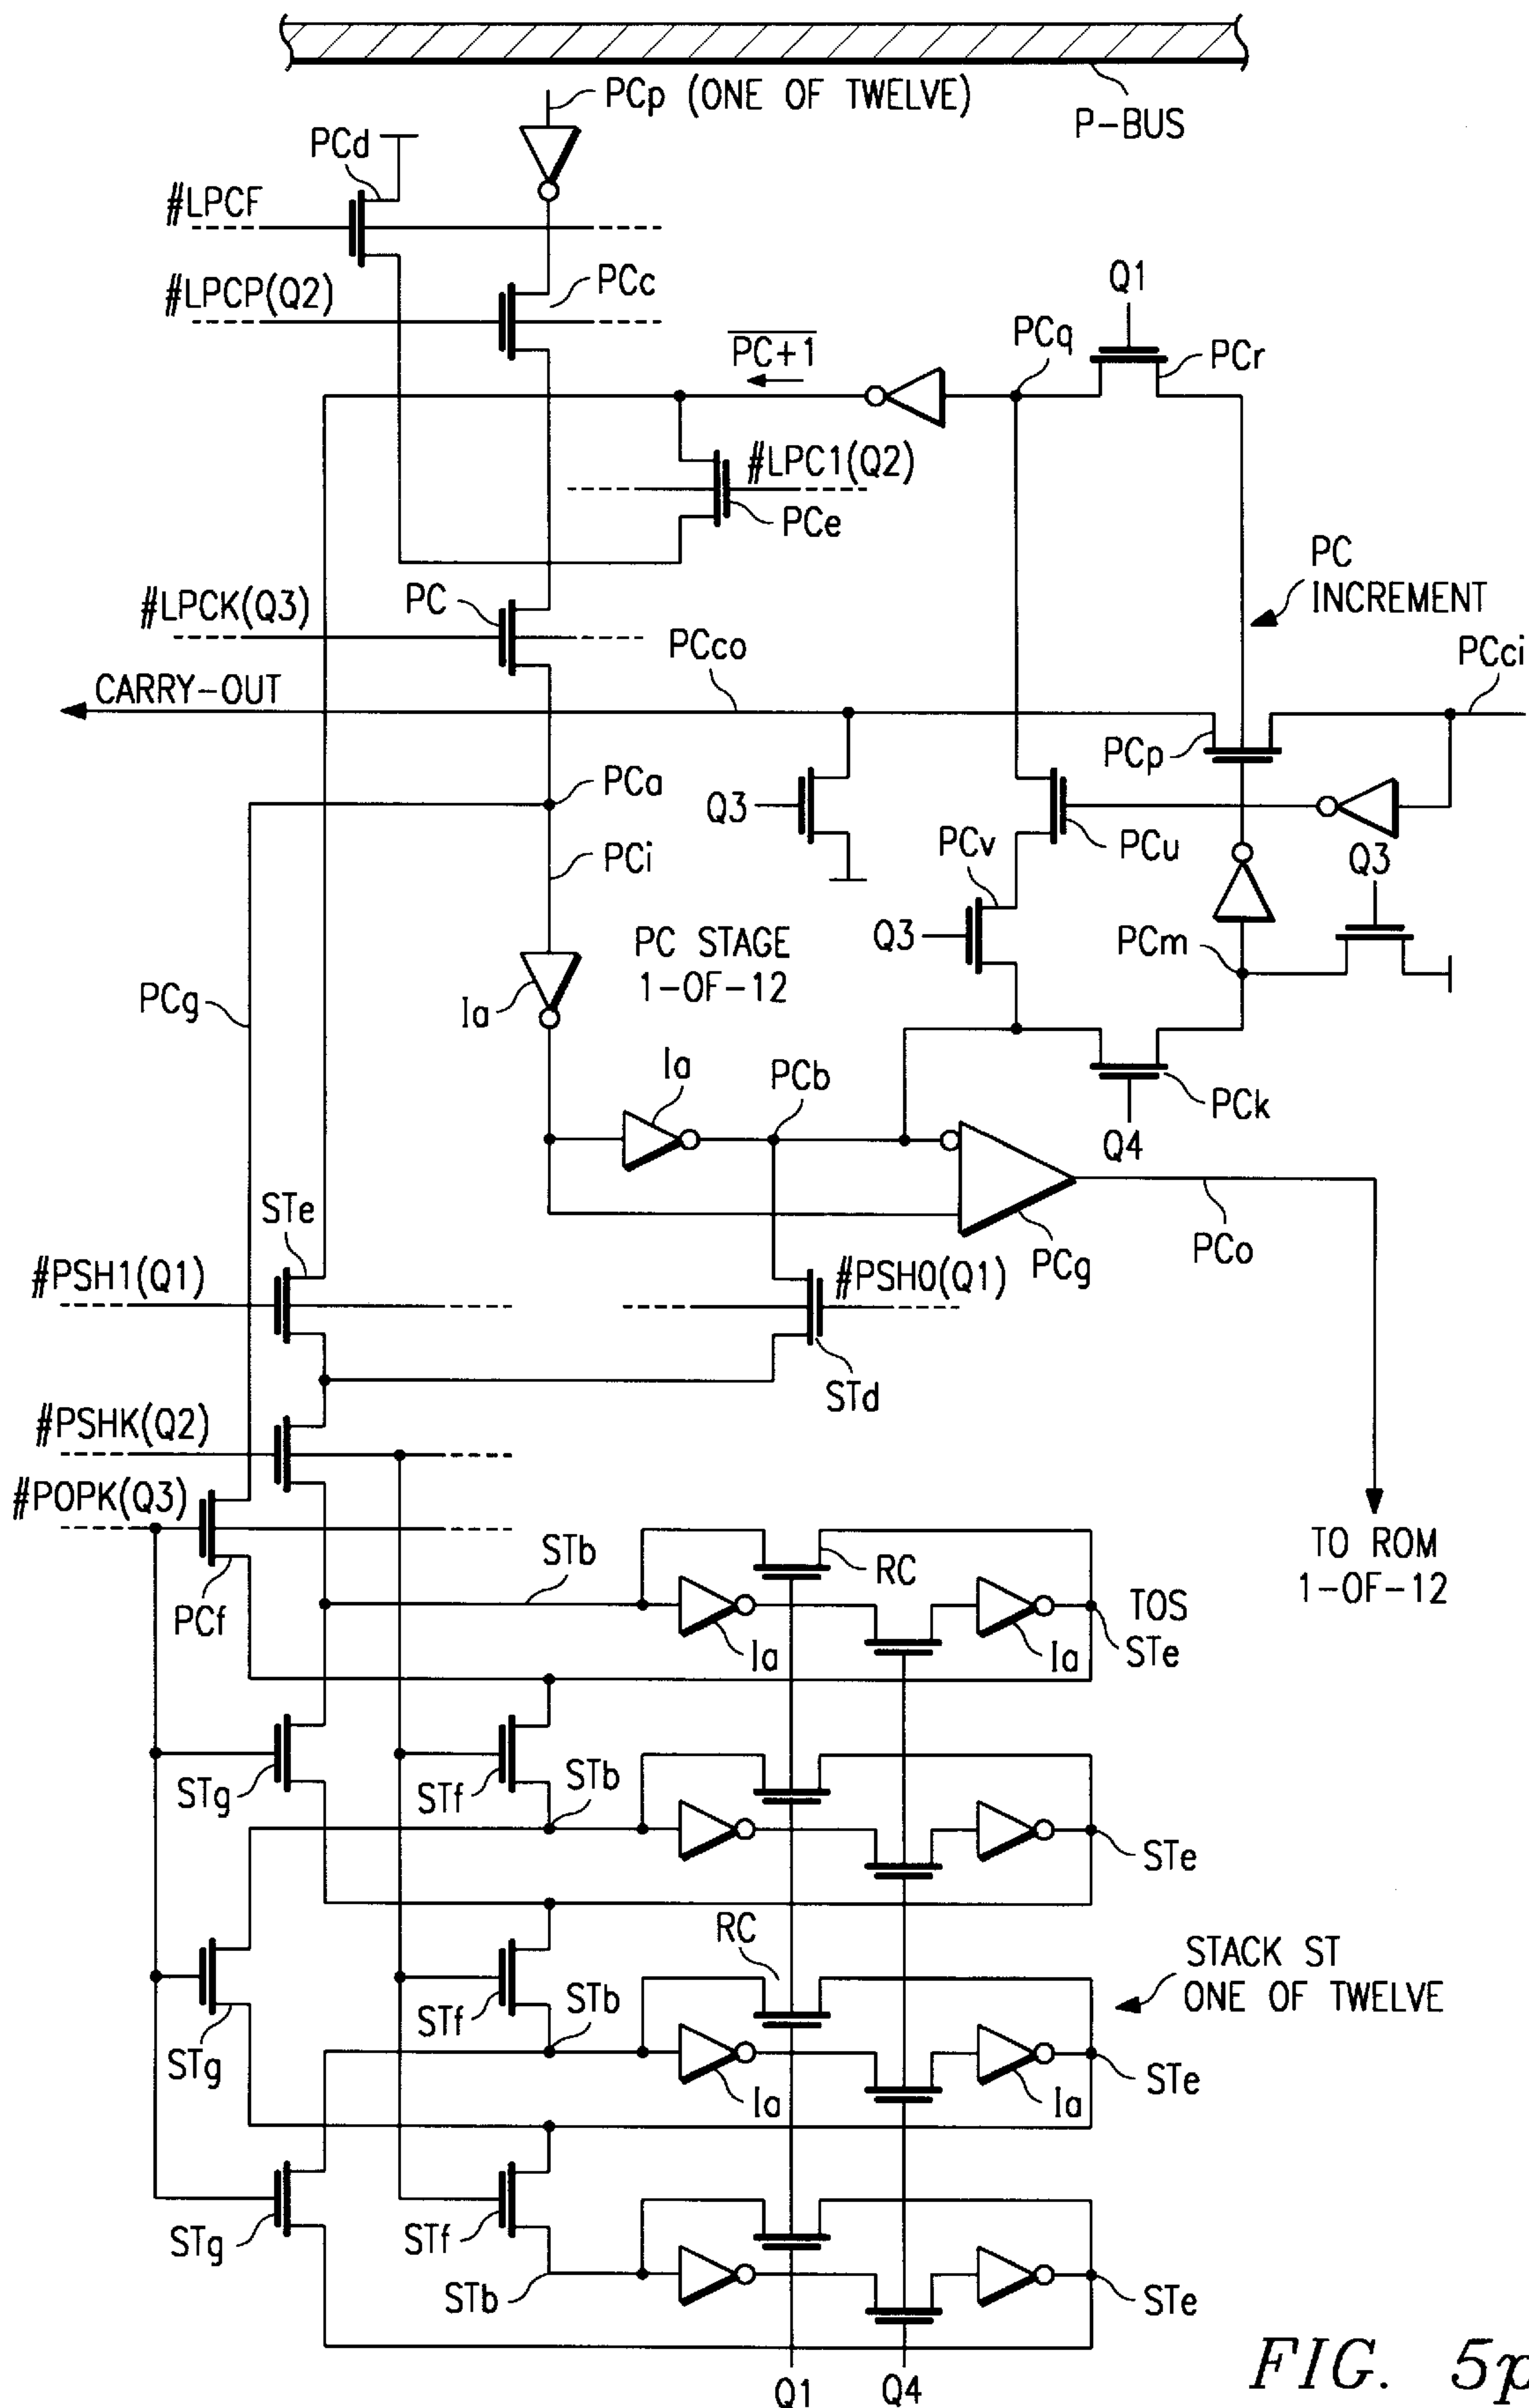 PCp (ONE OF TWELVE)
P-BUS
PCd
#LPCF
#LPCP(Q2)
PCc
Q1
PC+1
PCq
PCr
#LPC1(Q2)
PCe
PC
INCREMENT
#LPCK(Q3)
PC
PCco
PCci
CARRY-OUT
PCp
PCa
Q3
PCu
PCv
Q3
PCi
Q3
PC STAGE
1-OF-12
PCm
PCg
Ia
Ia
PCb
PCk
Q4
STe
PCg
PCo
#PSH1(Q1)
#PSH0(Q1)
STd
#PSHK(Q2)
#POPK(Q3)
TO ROM
1-OF-12
STb
RC
PCf
Ia
Ia
TOS
STe
STg
STf
STb
STe
RC
STACK ST
ONE OF TWELVE
STf
STb
STg
Ia
Ia
STe
STg
STf
STb
STe
Q1
Q4
FIG. 5p